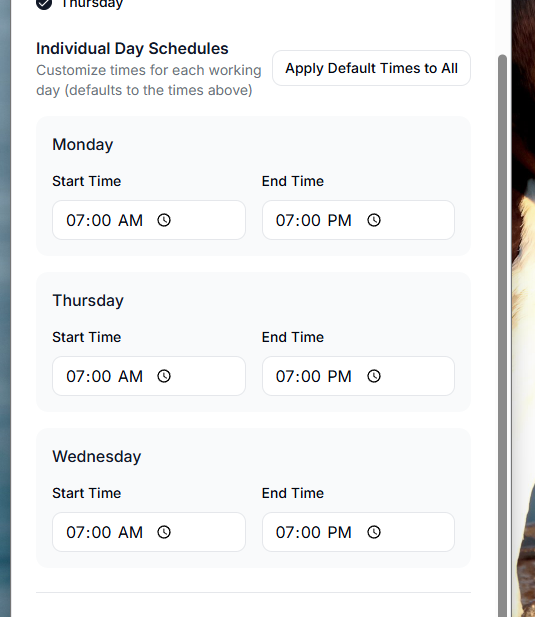 Thursday
Individual Day Schedules
Customize times for each working
day (defaults to the times above)
Apply Default Times to All
Monday
Start Time
End Time
07:00 AM
07:00 PM
Thursday
Start Time
End Time
07:00 AM
07:00 PM
Wednesday
Start Time
End Time
07:00 AM
07:00 PM